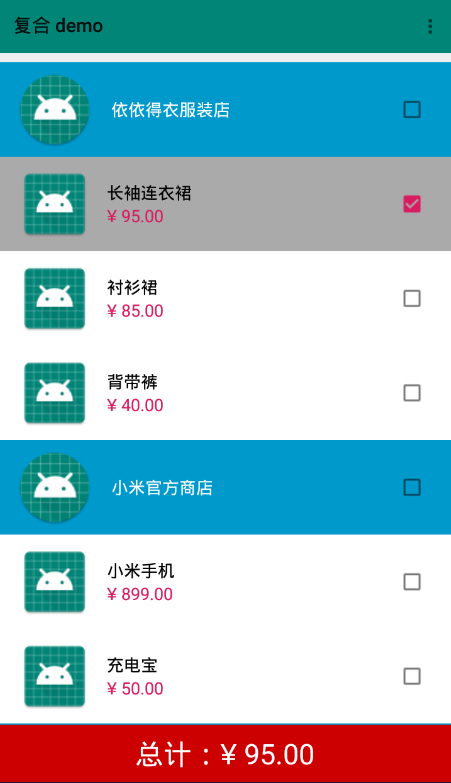 复合 demo
依依得衣服装店
长袖连衣裙
¥ 95.00
衬衫裙
¥ 85.00
背带裤
¥ 40.00
小米官方商店
小米手机
¥ 899.00
充电宝
¥ 50.00
总计：¥ 95.00